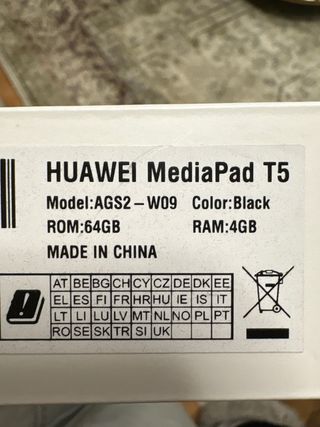 HUAWEI MediaPad T5
Model:AGS2-W09 Color:Black
ROM:64GB RAM:4GB
MADE IN CHINA
AT BE BG CH CY CZ DE DK EE
EL ES FI FR HR HU IE IS IT
LT LI LU LV MT NL NO PL PT
RO SE SK TR SI UK